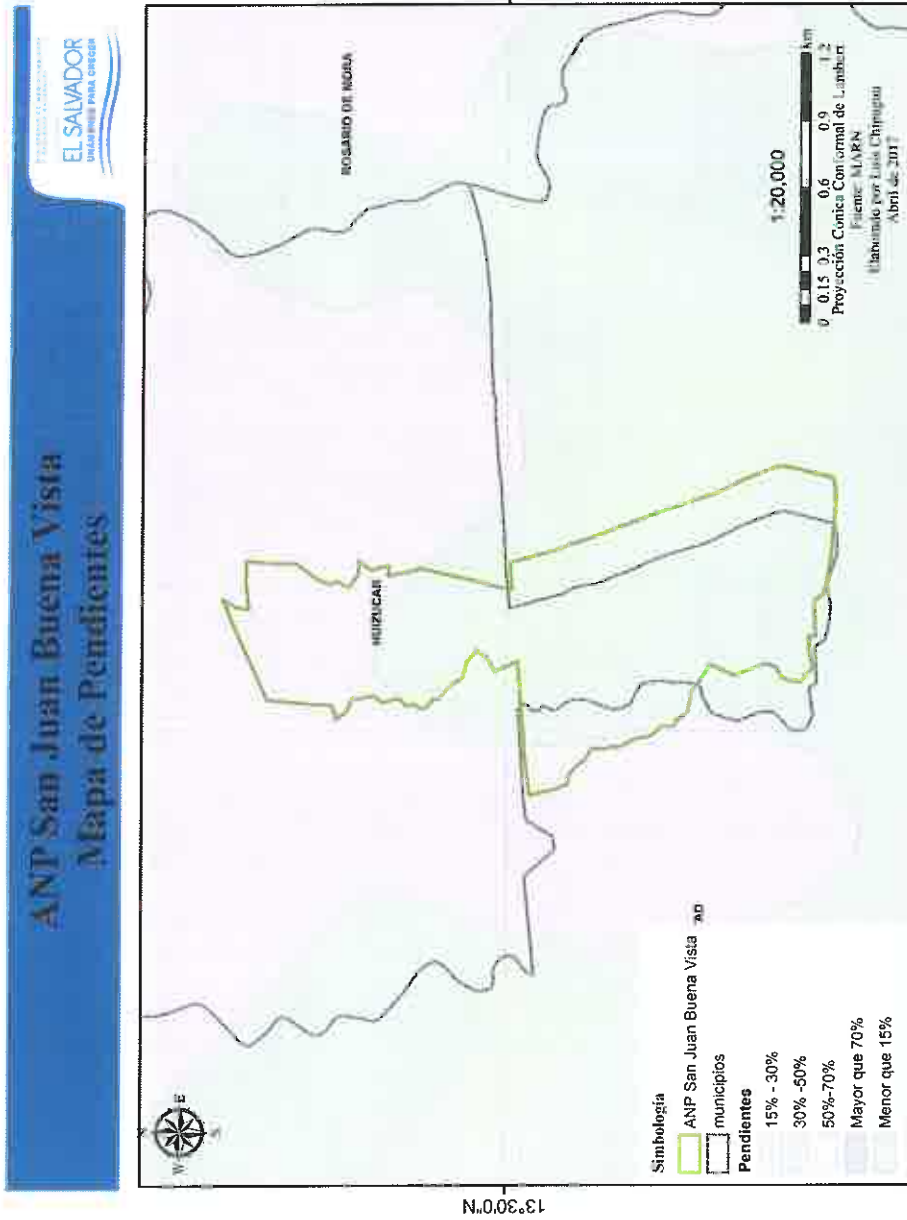 ANP San Juan Buena Vista
Mapa de Pendientes
EL SALVADOR
UNÁMONOS PARA CRECER
N
W
E
S
ROSARIO DE MORA
HUIZUCAR
AD
13°30'0"N
Simbología
ANP San Juan Buena Vista
municipios
Pendientes
15% - 30%
30% -50%
50%-70%
Mayor que 70%
Menor que 15%
1:20,000
0 0.15 0.3 0.6 0.9 1.2
km
Proyección Cónica Conformal de Lambert
Fuente: MARN
Elaborado por Luis Chipagua
Abril de 2017